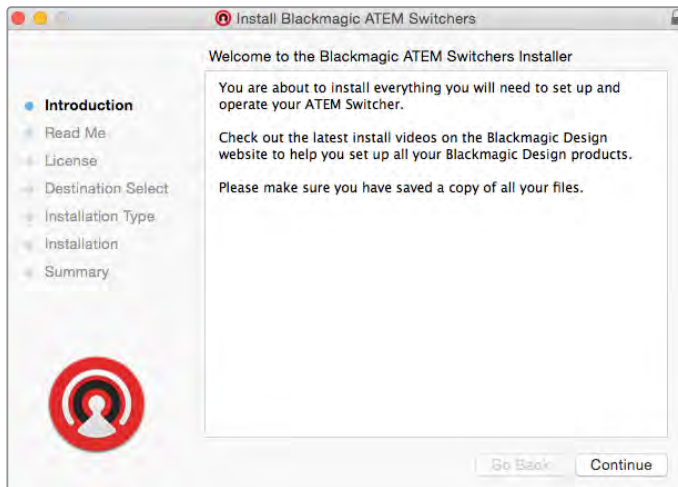 Install Blackmagic ATEM Switchers
Welcome to the Blackmagic ATEM Switchers Installer
Introduction
Read Me
License
Destination Select
Installation Type
Installation
Summary
You are about to install everything you will need to set up and
operate your ATEM Switcher.
Check out the latest install videos on the Blackmagic Design
website to help you set up all your Blackmagic Design products.
Please make sure you have saved a copy of all your files.
Go Back
Continue